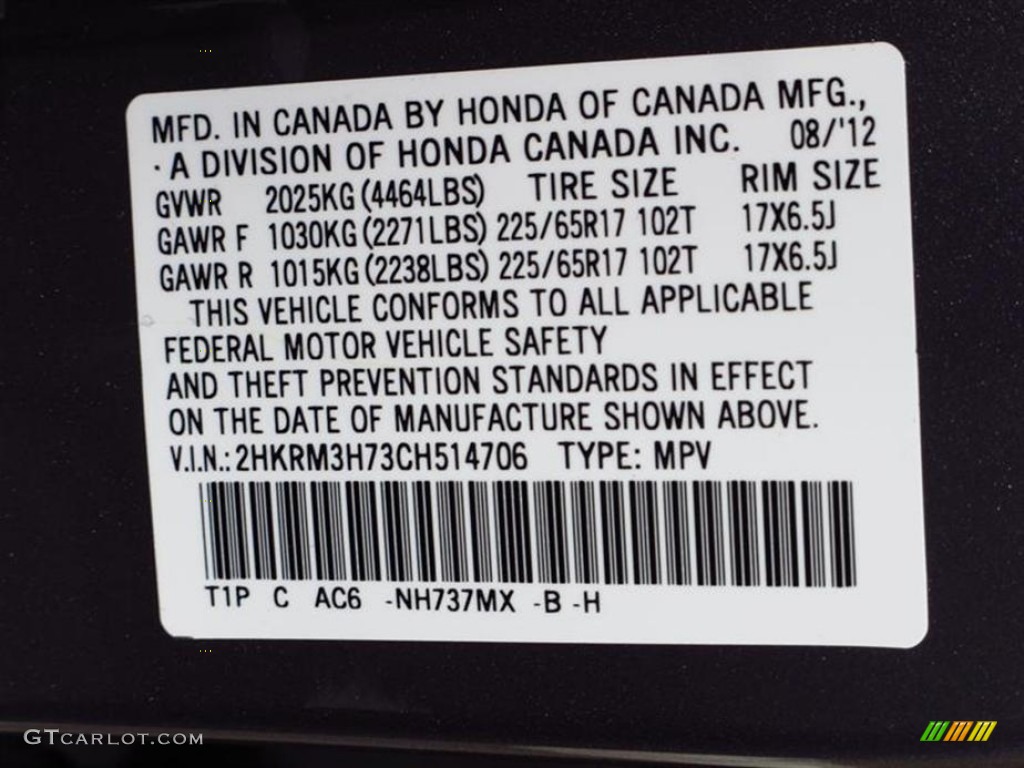 MFD. IN CANADA BY HONDA OF CANADA MFG.,
· A DIVISION OF HONDA CANADA INC. 08/'12
GVWR 2025KG (4464LBS) TIRE SIZE RIM SIZE
GAWR F 1030KG (2271LBS) 225/65R17 102T 17X6.5J
GAWR R 1015KG (2238LBS) 225/65R17 102T 17X6.5J
THIS VEHICLE CONFORMS TO ALL APPLICABLE
FEDERAL MOTOR VEHICLE SAFETY
AND THEFT PREVENTION STANDARDS IN EFFECT
ON THE DATE OF MANUFACTURE SHOWN ABOVE.
V.I.N.: 2HKRM3H73CH514706 TYPE: MPV
T1P C AC6 -NH737MX -B -H
GTCARLOT.COM